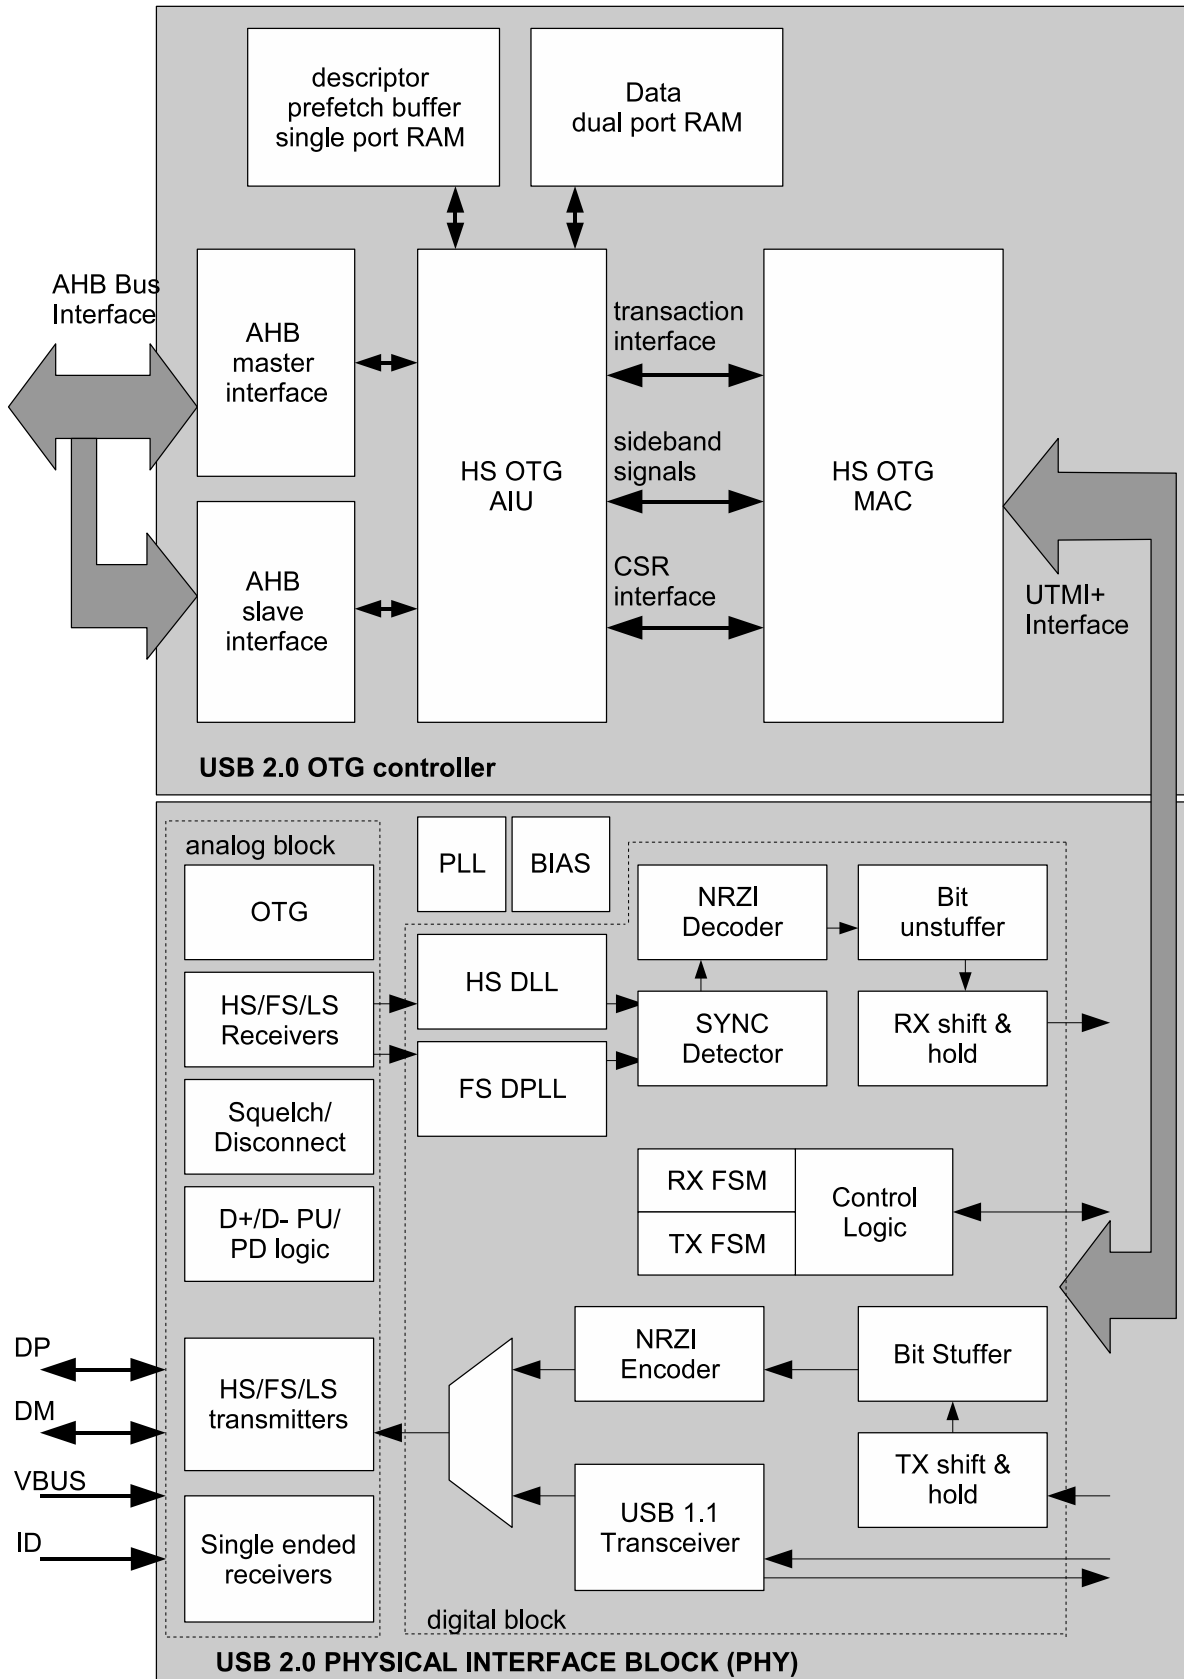 descriptor
prefetch buffer
single port RAM
Data
dual port RAM
AHB Bus
Interface
AHB
master
interface
HS OTG
AIU
transaction
interface
sideband
signals
CSR
interface
HS OTG
MAC
AHB
slave
interface
UTMI+
Interface
USB 2.0 OTG controller
analog block
OTG
HS/FS/LS
Receivers
Squelch/
Disconnect
D+/D- PU/
PD logic
HS/FS/LS
transmitters
Single ended
receivers
PLL
BIAS
HS DLL
FS DPLL
NRZI
Decoder
Bit
unstuffer
SYNC
Detector
RX shift &
hold
RX FSM
TX FSM
Control
Logic
NRZI
Encoder
Bit Stuffer
TX shift &
hold
USB 1.1
Transceiver
DP
DM
VBUS
ID
digital block
USB 2.0 PHYSICAL INTERFACE BLOCK (PHY)